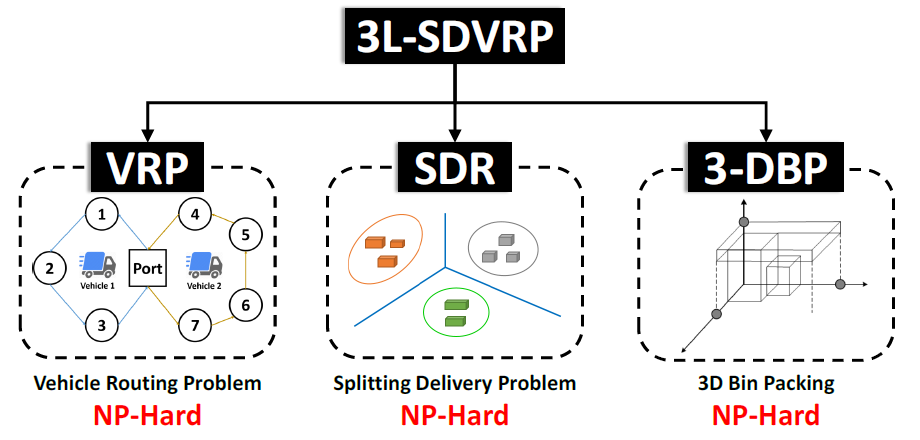 3L-SDVRP
VRP
SDR
3-DBP
1
4
5
2
Port
Vehicle 1
Vehicle 2
6
3
7
Vehicle Routing Problem
NP-Hard
Splitting Delivery Problem
NP-Hard
3D Bin Packing
NP-Hard